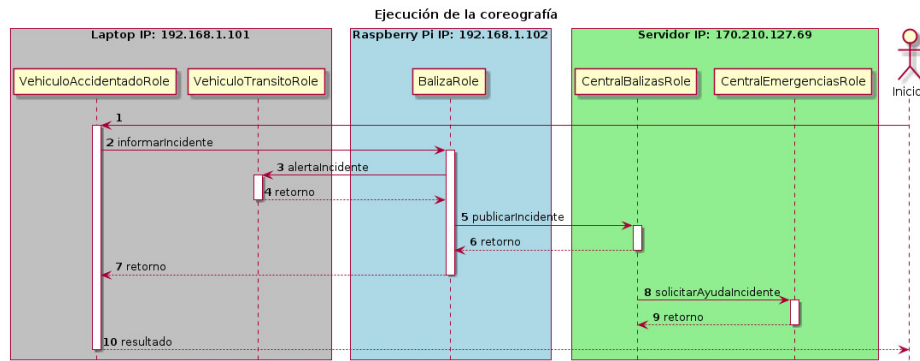 Ejecución de la coreografía
Laptop IP: 192.168.1.101
Raspberry Pi IP: 192.168.1.102
Servidor IP: 170.210.127.69
VehiculoAccidentadoRole
VehiculoTransitoRole
BalizaRole
CentralBalizasRole
CentralEmergenciasRole
Inicio
1
2 informarIncidente
3 alertaIncidente
4 retorno
5 publicarIncidente
6 retorno
7 retorno
8 solicitarAyudaIncidente
9 retorno
10 resultado